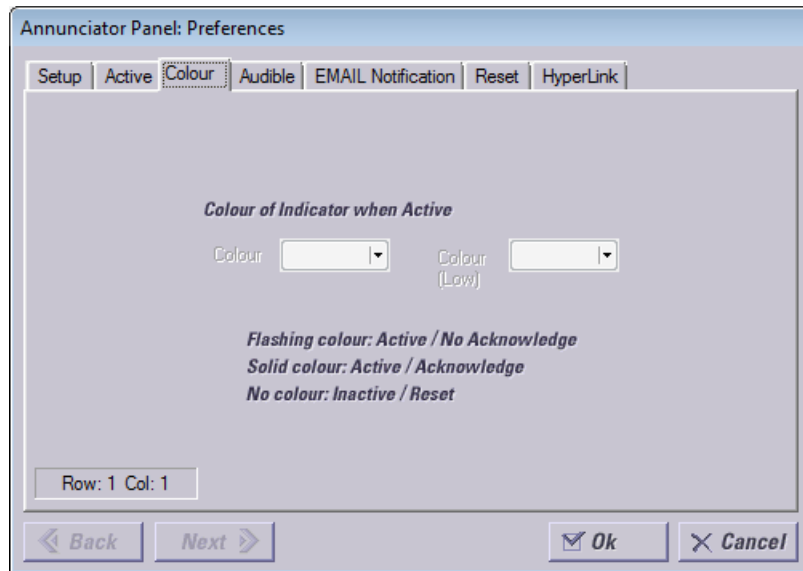 Annunciator Panel: Preferences
Setup Active Colour Audible EMAIL Notification Reset HyperLink
Colour of Indicator when Active
Colour Colour
(Low)
Flashing colour: Active / No Acknowledge
Solid colour: Active / Acknowledge
No colour: Inactive / Reset
Row: 1 Col: 1
Back Next Ok Cancel